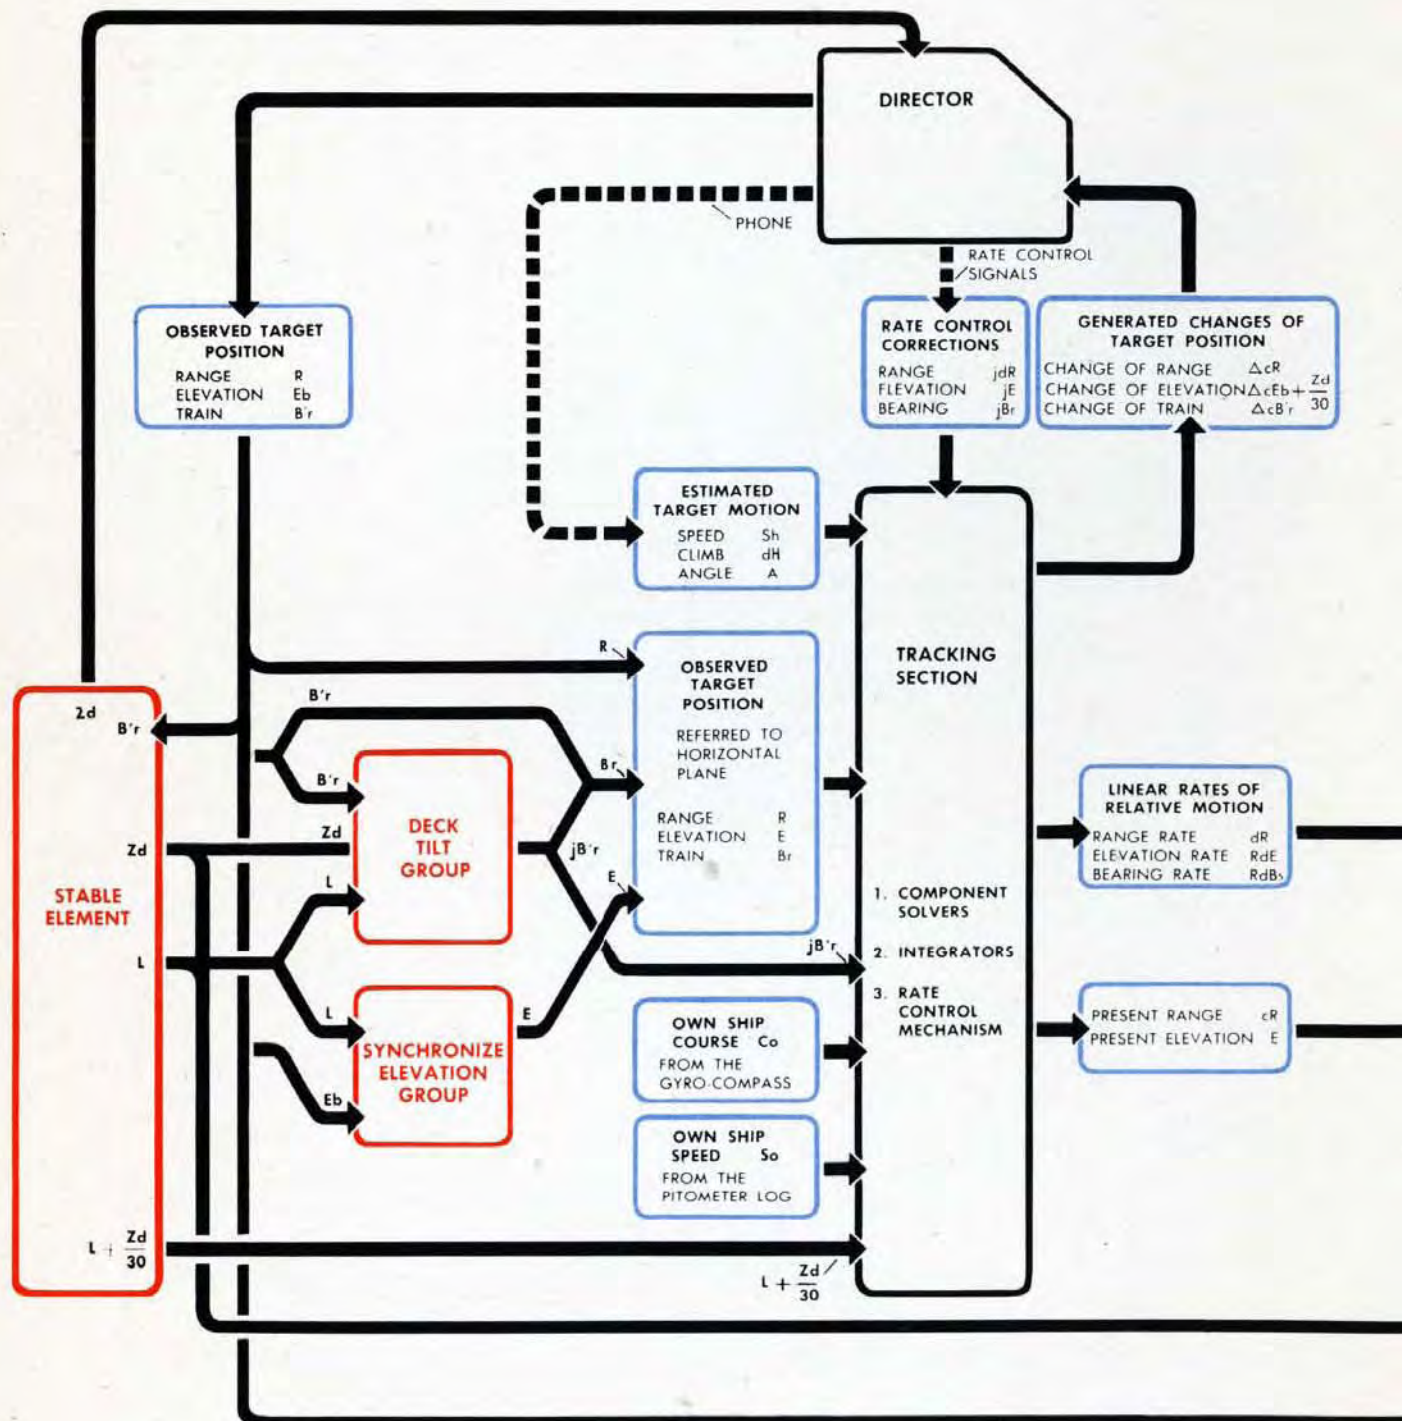 DIRECTOR
PHONE
RATE CONTROL
SIGNALS
OBSERVED TARGET
POSITION
RANGE R
ELEVATION Eb
TRAIN B'r
RATE CONTROL
CORRECTIONS
RANGE jdR
ELEVATION jE
BEARING jBr
GENERATED CHANGES OF
TARGET POSITION
CHANGE OF RANGE ΔcR
CHANGE OF ELEVATION ΔcEb + Zd/30
CHANGE OF TRAIN ΔcB'r
ESTIMATED
TARGET MOTION
SPEED Sh
CLIMB dH
ANGLE A
TRACKING
SECTION
1. COMPONENT
SOLVERS
2. INTEGRATORS
3. RATE
CONTROL
MECHANISM
R
OBSERVED
TARGET
POSITION
REFERRED TO
HORIZONTAL
PLANE
RANGE R
ELEVATION E
TRAIN Br
B'r
Br
Zd
B'r
B'r
DECK
TILT
GROUP
Zd
Zd
jB'r
L
E
STABLE
ELEMENT
L
jB'r
L
E
SYNCHRONIZE
ELEVATION
GROUP
Eb
LINEAR RATES OF
RELATIVE MOTION
RANGE RATE dR
ELEVATION RATE RdE
BEARING RATE RdBs
PRESENT RANGE cR
PRESENT ELEVATION E
OWN SHIP
COURSE Co
FROM THE
GYRO-COMPASS
OWN SHIP
SPEED So
FROM THE
PITOMETER LOG
L + Zd/30
L + Zd/30